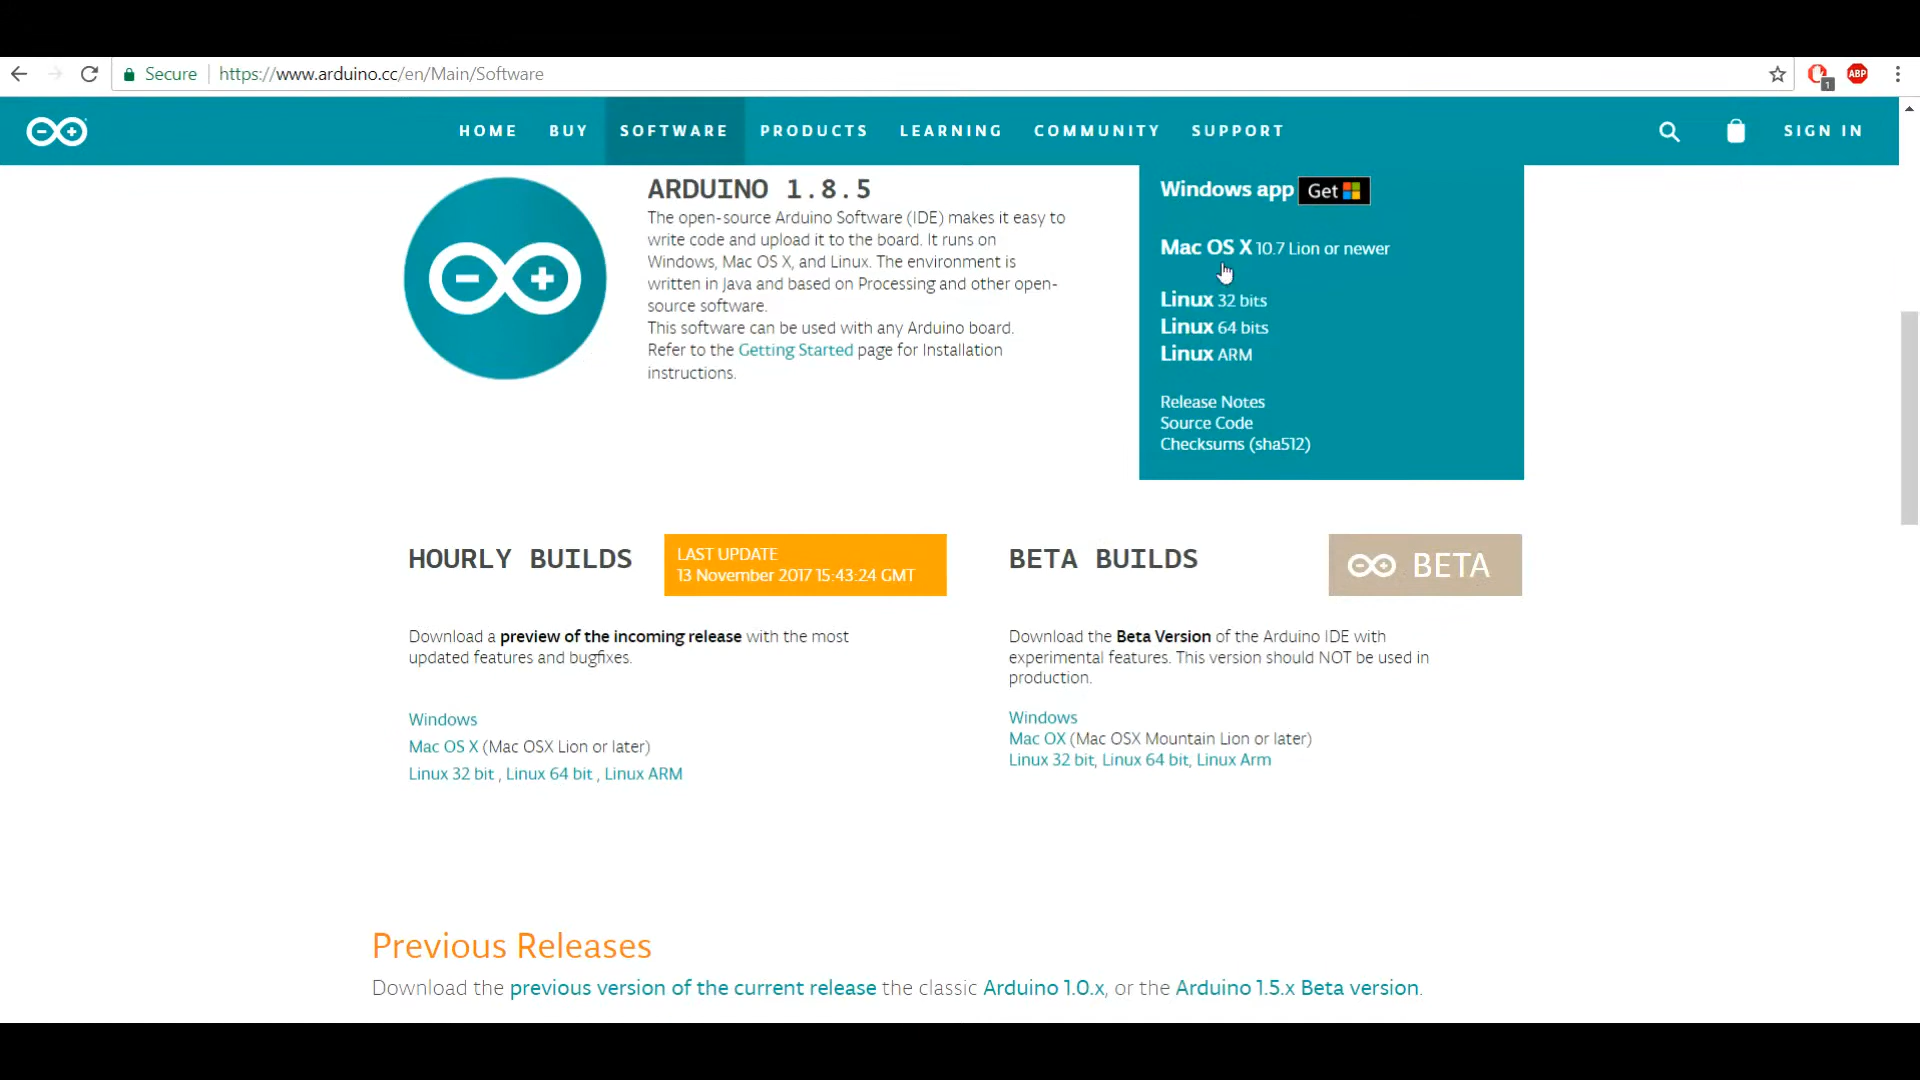 Secure
https://www.arduino.cc/en/Main/Software
1
ABP
HOME
BUY
SOFTWARE
PRODUCTS
LEARNING
COMMUNITY
SUPPORT
SIGN IN
ARDUINO 1.8.5
The open-source Arduino Software (IDE) makes it easy to
write code and upload it to the board. It runs on
Windows, Mac OS X, and Linux. The environment is
written in Java and based on Processing and other open-
source software.
This software can be used with any Arduino board.
Refer to the Getting Started page for Installation
instructions.
Windows app Get
Mac OS X 10.7 Lion or newer
Linux 32 bits
Linux 64 bits
Linux ARM
Release Notes
Source Code
Checksums (sha512)
HOURLY BUILDS
LAST UPDATE
13 November 2017 15:43:24 GMT
Download a preview of the incoming release with the most
updated features and bugfixes.
Windows
Mac OS X (Mac OSX Lion or later)
Linux 32 bit , Linux 64 bit , Linux ARM
BETA BUILDS
BETA
Download the Beta Version of the Arduino IDE with
experimental features. This version should NOT be used in
production.
Windows
Mac OX (Mac OSX Mountain Lion or later)
Linux 32 bit, Linux 64 bit, Linux Arm
Previous Releases
Download the previous version of the current release the classic Arduino 1.0.x, or the Arduino 1.5.x Beta version.